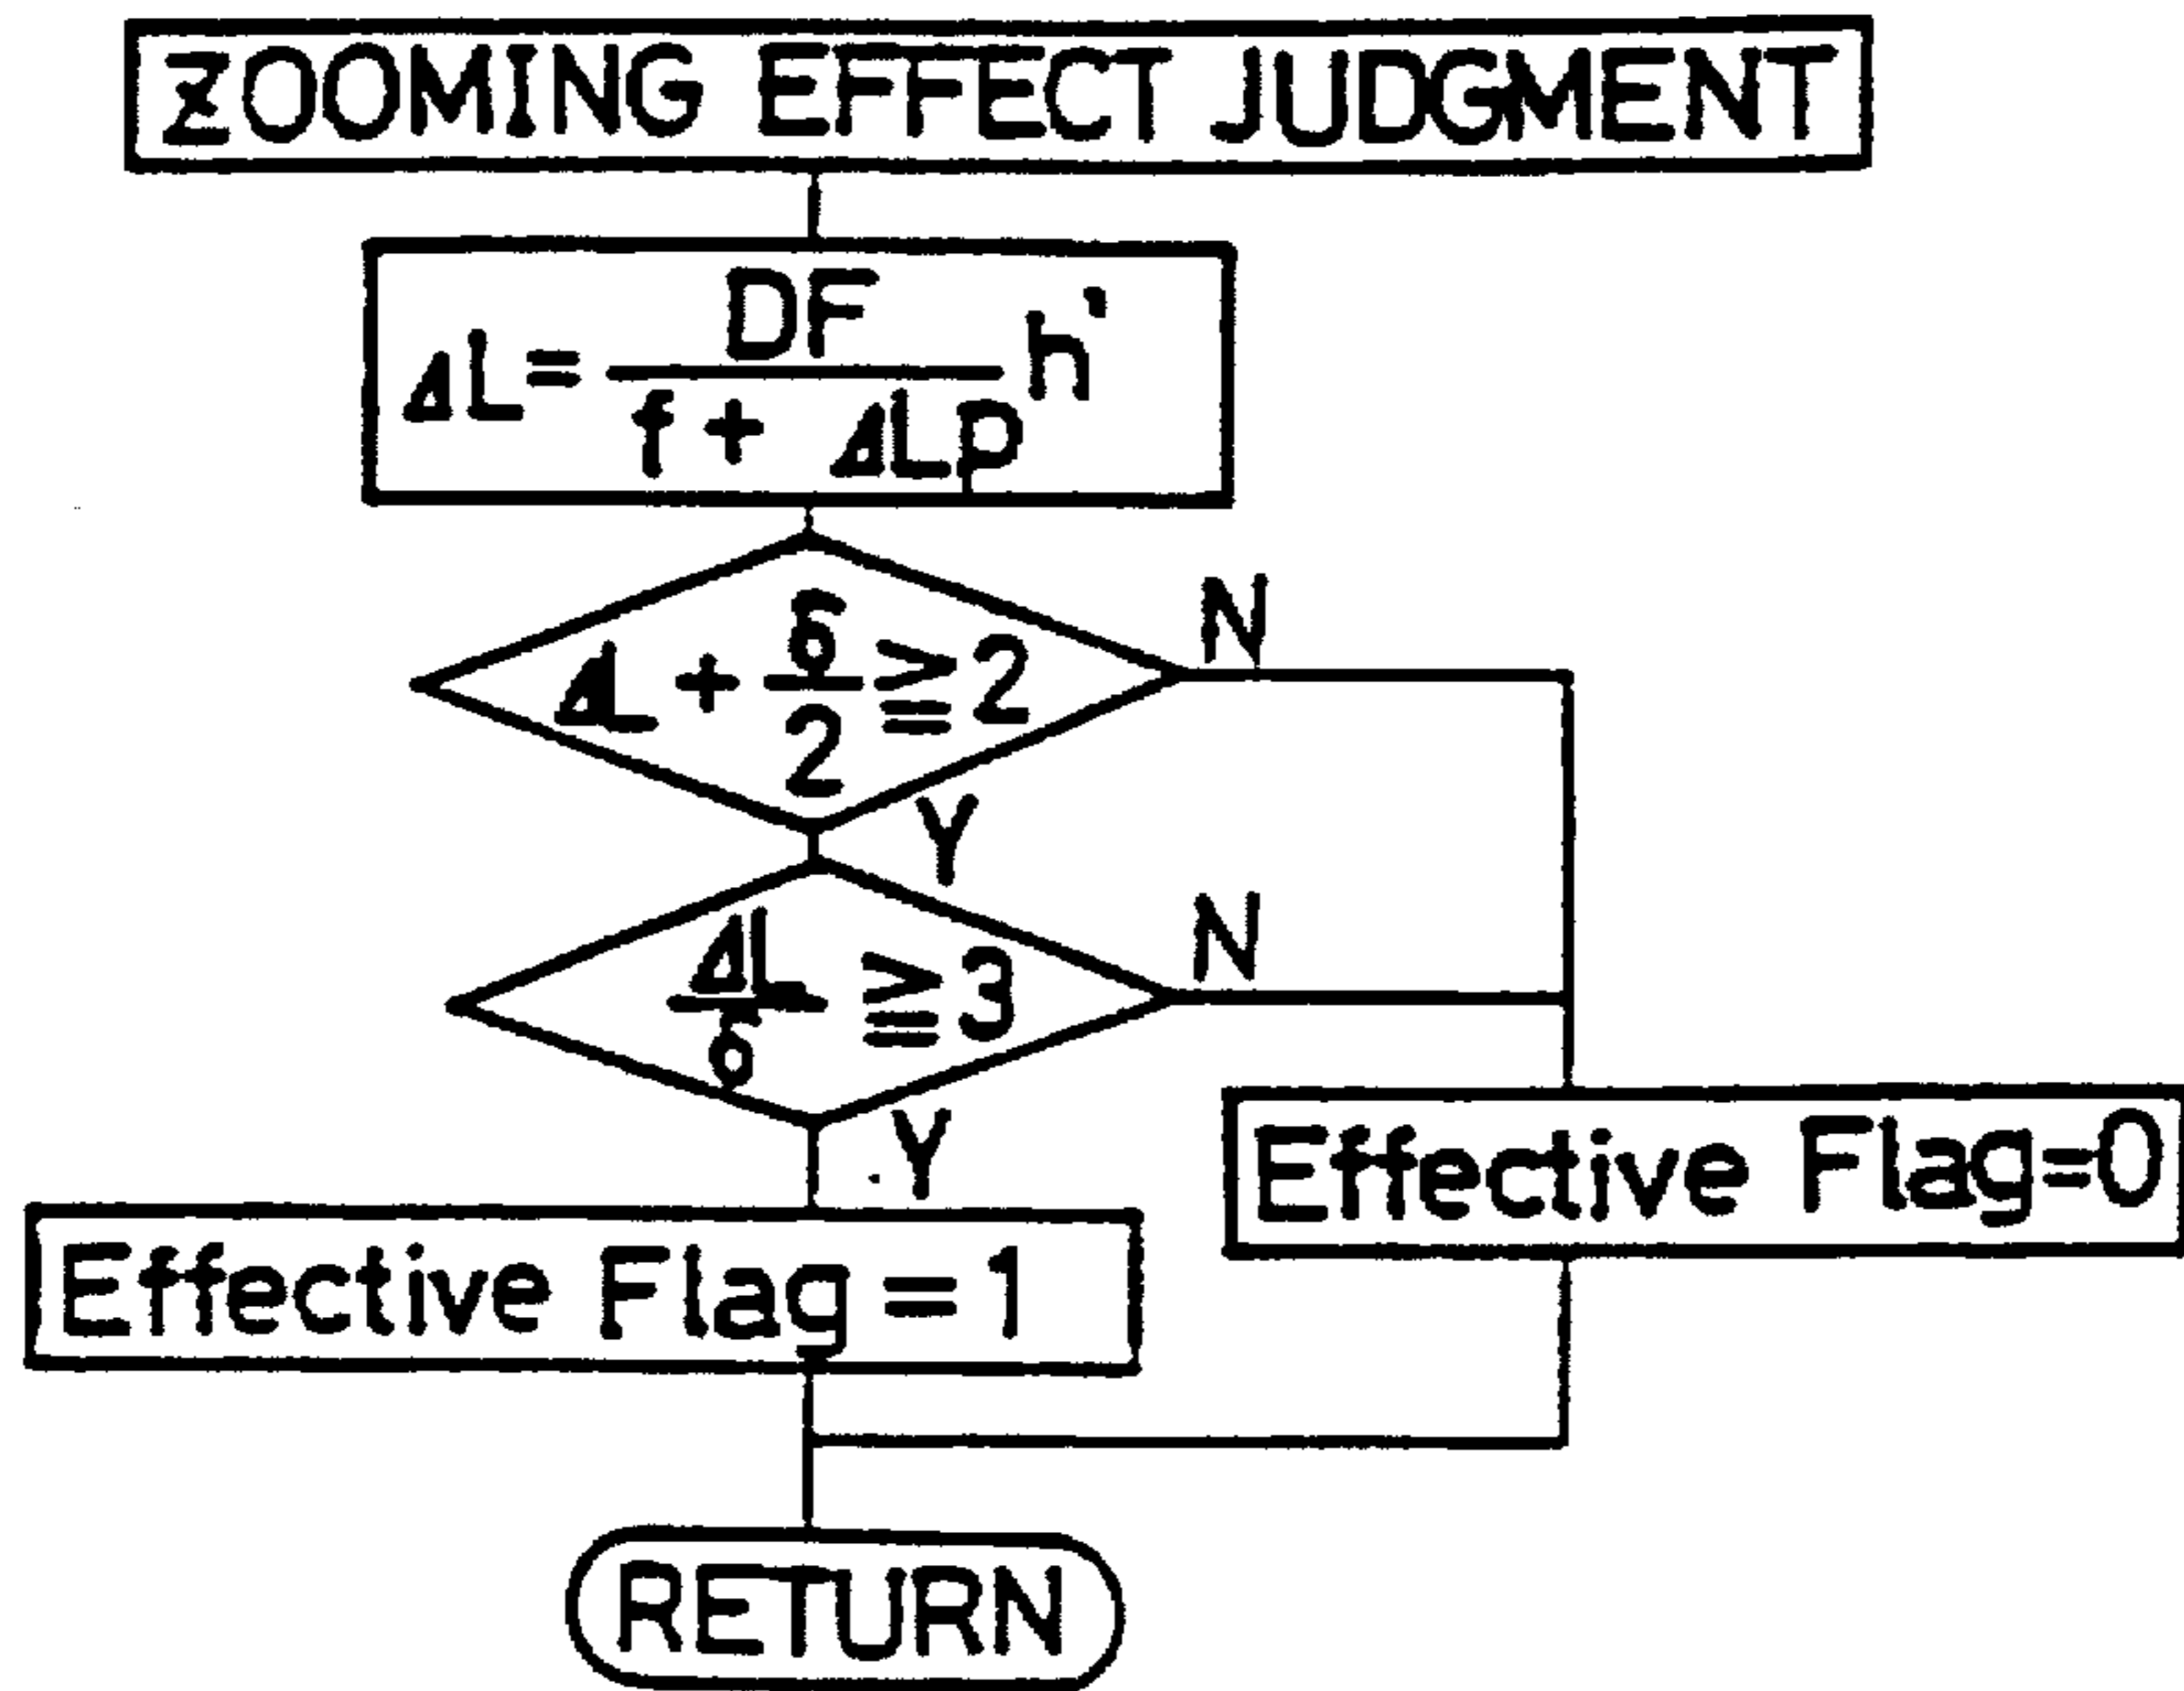 ZOOMING EFFECT JUDGMENT
ΔL = DF / (f + ΔLp) h'
ΔL + δ/2 ≧ 2
N
Y
ΔL/δ ≧ 3
N
Y
Effective Flag=0
Effective Flag = 1
RETURN